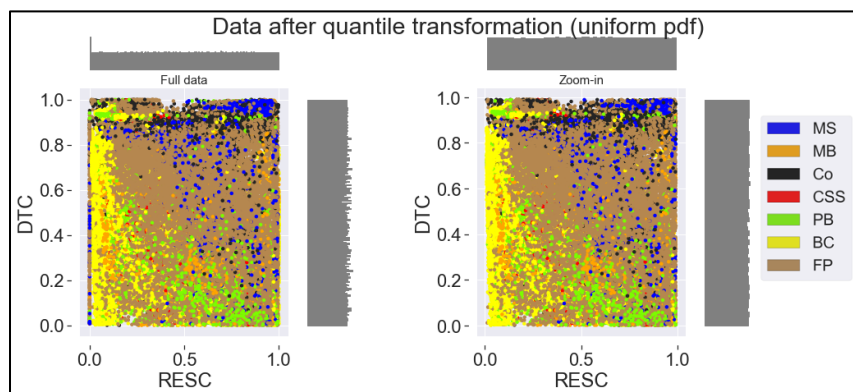 Data after quantile transformation (uniform pdf)
Full data
Zoom-in
1.0
0.8
0.6
0.4
0.2
0.0
DTC
0.0
0.5
1.0
RESC
1.0
0.8
0.6
0.4
0.2
0.0
DTC
0.0
0.5
1.0
RESC
MS
MB
Co
CSS
PB
BC
FP